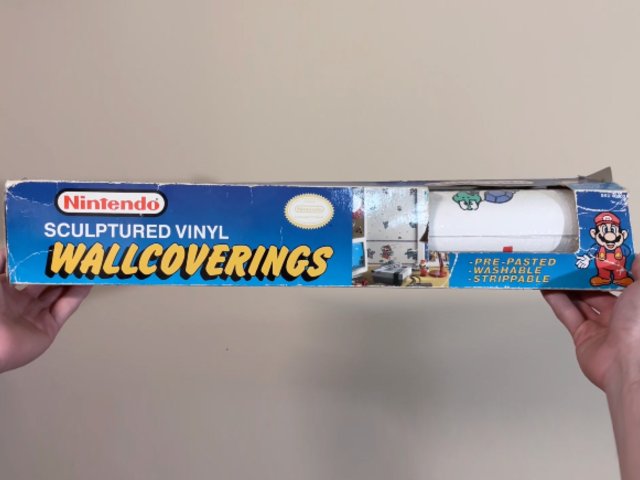 Nintendo
SCULPTURED VINYL
WALLCOVERINGS
-PRE-PASTED
-WASHABLE
-STRIPPABLE